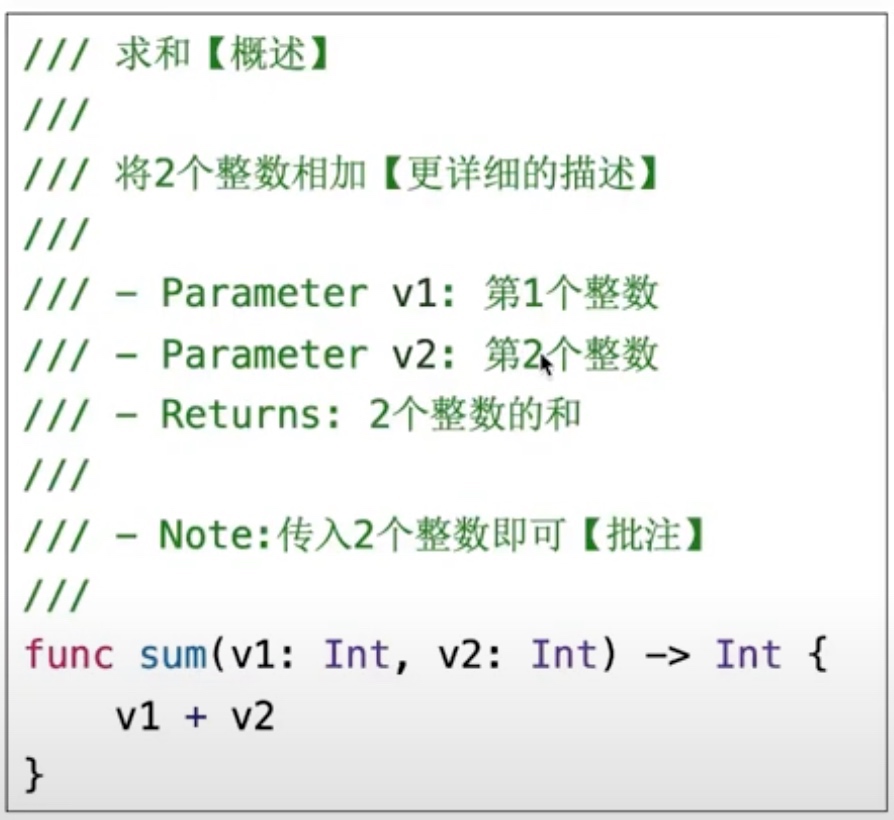 /// 求和【概述】
///
/// 将2个整数相加【更详细的描述】
///
/// - Parameter v1: 第1个整数
/// - Parameter v2: 第2个整数
/// - Returns: 2个整数的和
///
/// - Note:传入2个整数即可【批注】
///
func sum(v1: Int, v2: Int) -> Int {
    v1 + v2
}